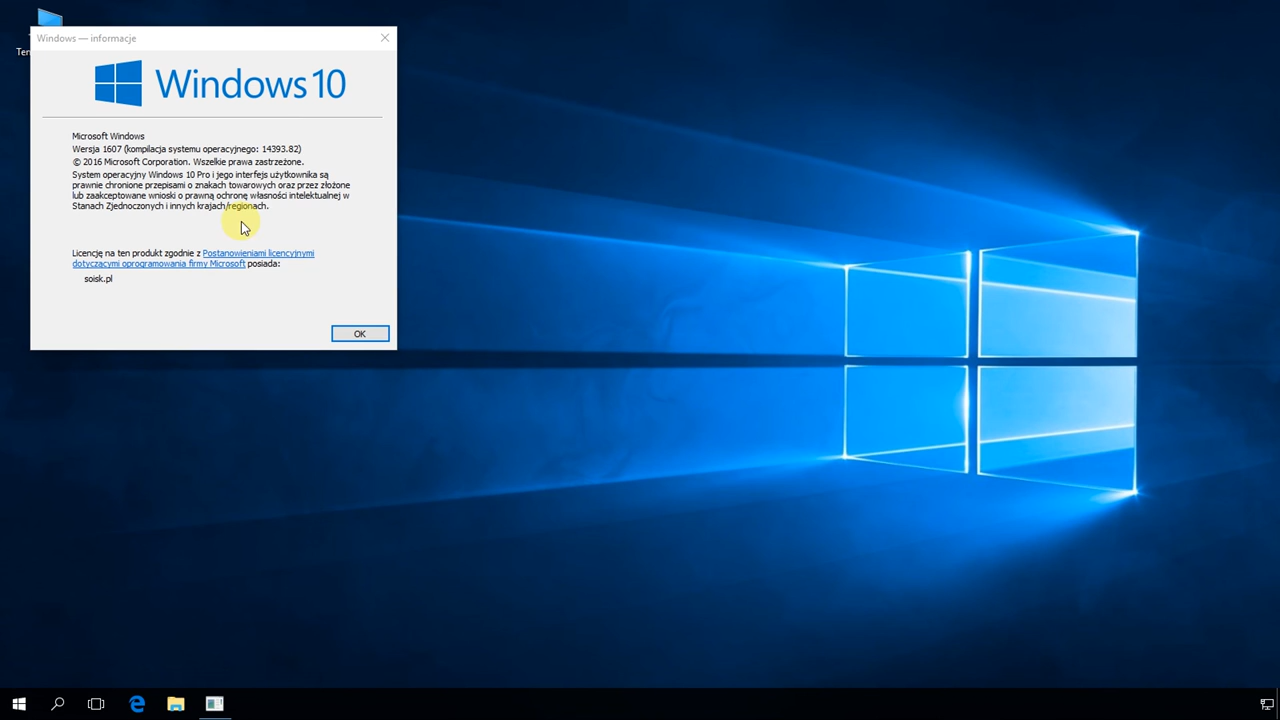 Ten
Windows — informacje
Windows 10
Microsoft Windows
Wersja 1607 (kompilacja systemu operacyjnego: 14393.82)
© 2016 Microsoft Corporation. Wszelkie prawa zastrzeżone.
System operacyjny Windows 10 Pro i jego interfejs użytkownika są
prawnie chronione przepisami o znakach towarowych oraz przez złożone
lub zaakceptowane wnioski o prawną ochronę własności intelektualnej w
Stanach Zjednoczonych i innych krajach/regionach.
Licencję na ten produkt zgodnie z Postanowieniami licencyjnymi
dotyczącymi oprogramowania firmy Microsoft posiada:
soisk.pl
OK